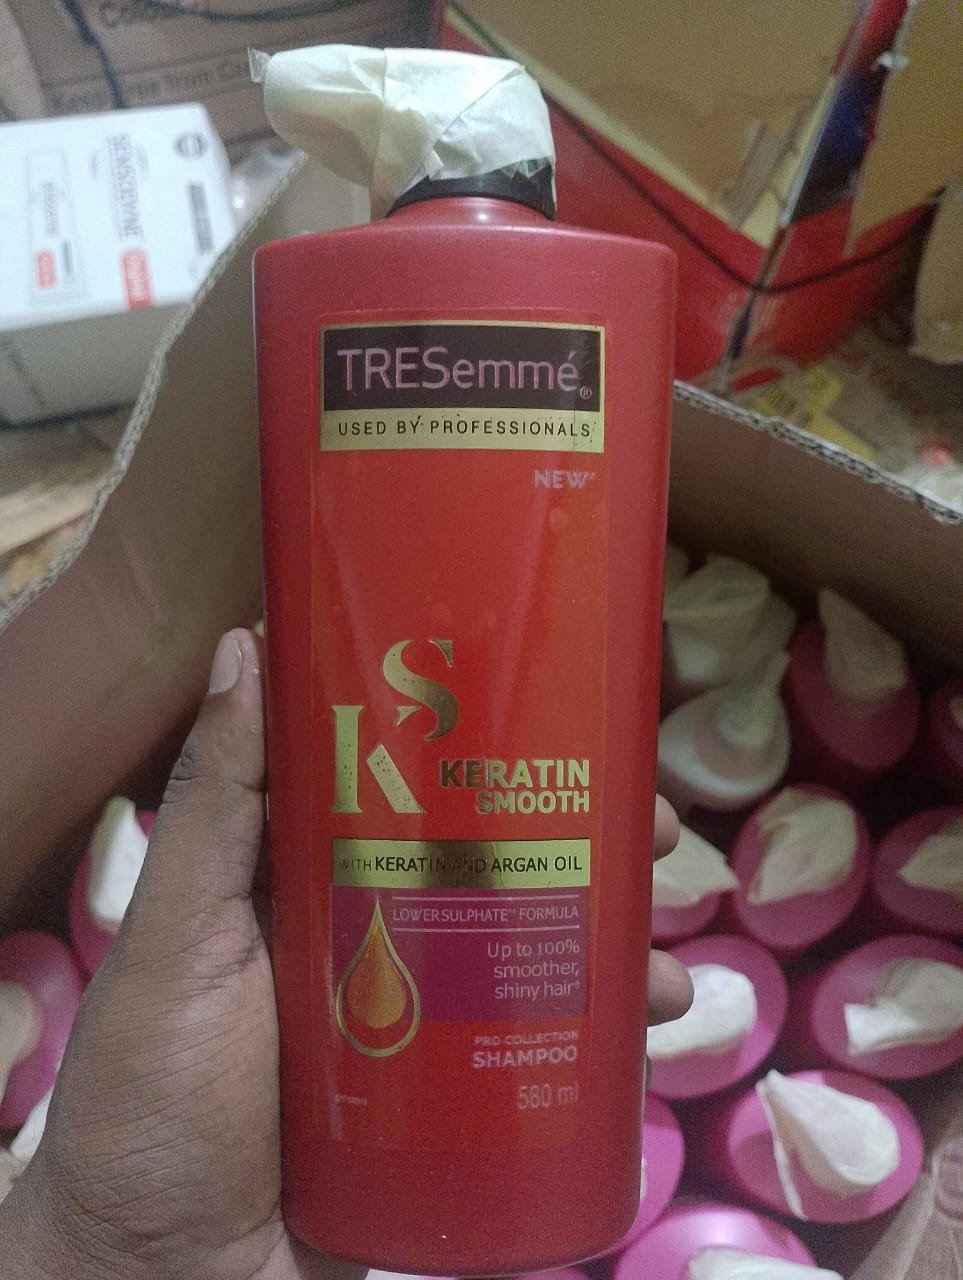 SENSODYNE
TRESemmé®
USED BY PROFESSIONALS
NEW^
KS
KERATIN
SMOOTH
WITH KERATIN AND ARGAN OIL
LOWER SULPHATE^^ FORMULA
Up to 100%
smoother,
shiny hair
PRO COLLECTION
SHAMPOO
580 ml